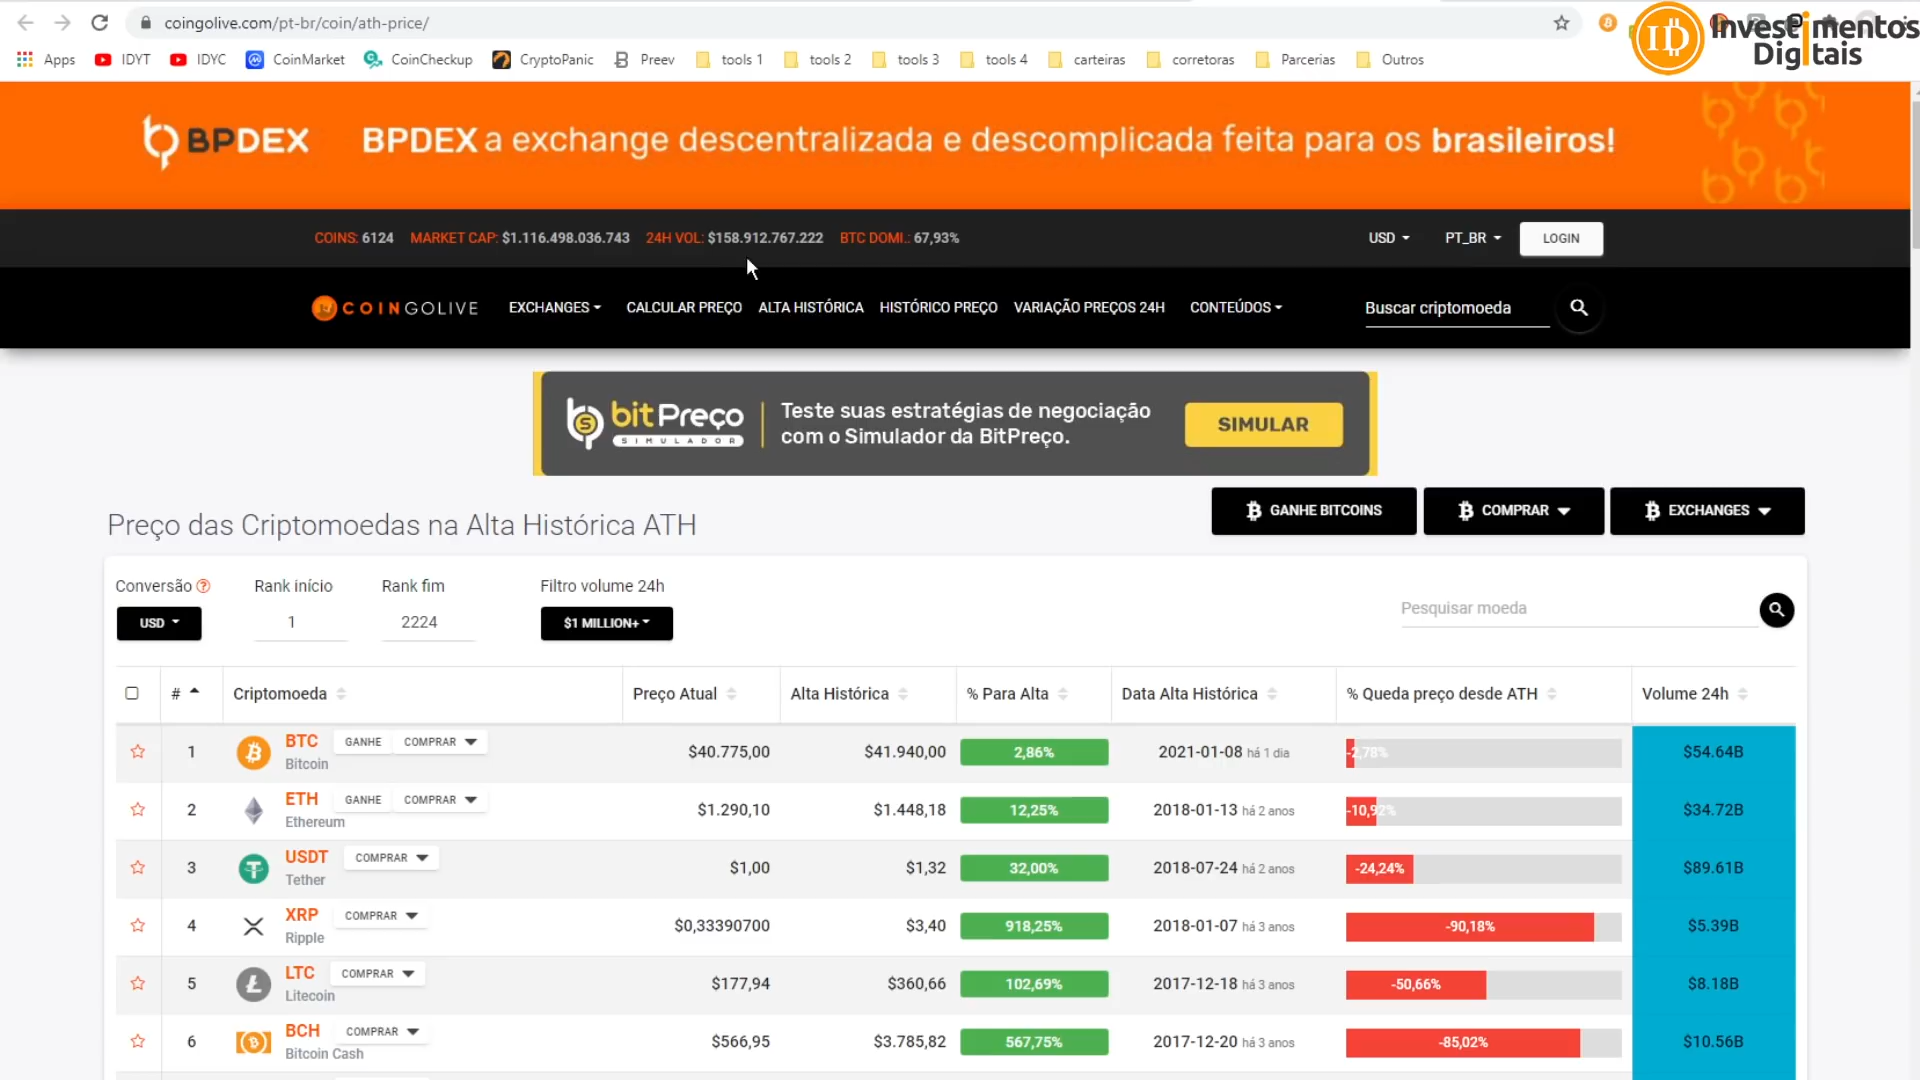 coingolive.com/pt-br/coin/ath-price/
Investimentos
Digitais
ID
Apps IDYT IDYC CoinMarket CoinCheckup CryptoPanic Preev tools 1 tools 2 tools 3 tools 4 carteiras corretoras Parcerias Outros
BPDEX BPDEX a exchange descentralizada e descomplicada feita para os brasileiros!
COINS: 6124 MARKET CAP: $1.116.498.036.743 24H VOL: $158.912.767.222 BTC DOMI.: 67,93% USD PT_BR LOGIN
COINGOLIVE EXCHANGES CALCULAR PREÇO ALTA HISTÓRICA HISTÓRICO PREÇO VARIAÇÃO PREÇOS 24H CONTEÚDOS Buscar criptomoeda
bitPreço
SIMULADOR
Teste suas estratégias de negociação
com o Simulador da BitPreço.
SIMULAR
Preço das Criptomoedas na Alta Histórica ATH
GANHE BITCOINS COMPRAR EXCHANGES
Conversão ? Rank início Rank fim Filtro volume 24h
USD 1 2224 $1 MILLION+ Pesquisar moeda
# Criptomoeda Preço Atual Alta Histórica % Para Alta Data Alta Histórica % Queda preço desde ATH Volume 24h
1 BTC GANHE COMPRAR $40.775,00 $41.940,00 2,86% 2021-01-08 há 1 dia -2,78% $54.64B
Bitcoin
2 ETH GANHE COMPRAR $1.290,10 $1.448,18 12,25% 2018-01-13 há 2 anos -10,92% $34.72B
Ethereum
3 USDT COMPRAR $1,00 $1,32 32,00% 2018-07-24 há 2 anos -24,24% $89.61B
Tether
4 XRP COMPRAR $0,33390700 $3,40 918,25% 2018-01-07 há 3 anos -90,18% $5.39B
Ripple
5 LTC COMPRAR $177,94 $360,66 102,69% 2017-12-18 há 3 anos -50,66% $8.18B
Litecoin
6 BCH COMPRAR $566,95 $3.785,82 567,75% 2017-12-20 há 3 anos -85,02% $10.56B
Bitcoin Cash